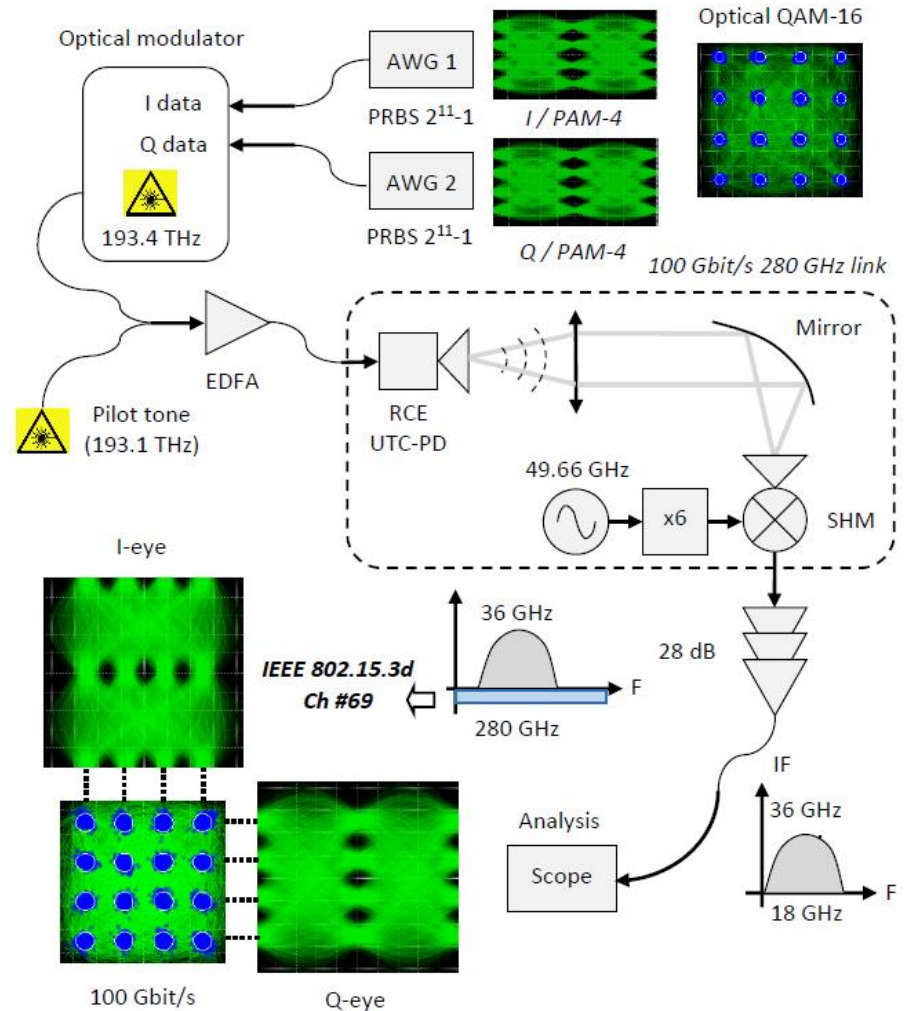 Optical modulator
I data
Q data
193.4 THz
AWG 1
PRBS 2¹¹-1
I / PAM-4
AWG 2
PRBS 2¹¹-1
Q / PAM-4
Optical QAM-16
100 Gbit/s 280 GHz link
EDFA
Pilot tone
(193.1 THz)
RCE
UTC-PD
Mirror
49.66 GHz
x6
SHM
I-eye
36 GHz
IEEE 802.15.3d
Ch #69
F
280 GHz
28 dB
IF
36 GHz
F
18 GHz
Analysis
Scope
100 Gbit/s
Q-eye